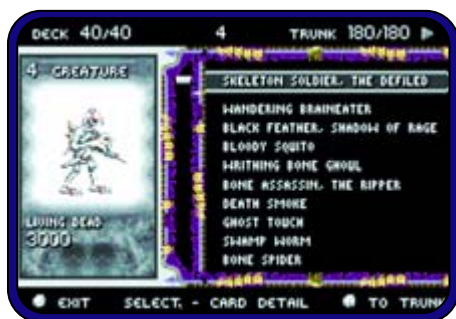 DECK 40/40 4 TRUNK 180/180
4 CREATURE
LIVING DEAD
3000
SKELETON SOLDIER, THE DEFILED
WANDERING BRAINEATER
BLACK FEATHER, SHADOW OF RAGE
BLOODY SQUITO
WRITHING BONE GHOUL
BONE ASSASSIN, THE RIPPER
DEATH SMOKE
GHOST TOUCH
SWAMP WORM
BONE SPIDER
EXIT SELECT. - CARD DETAIL TO TRUNK